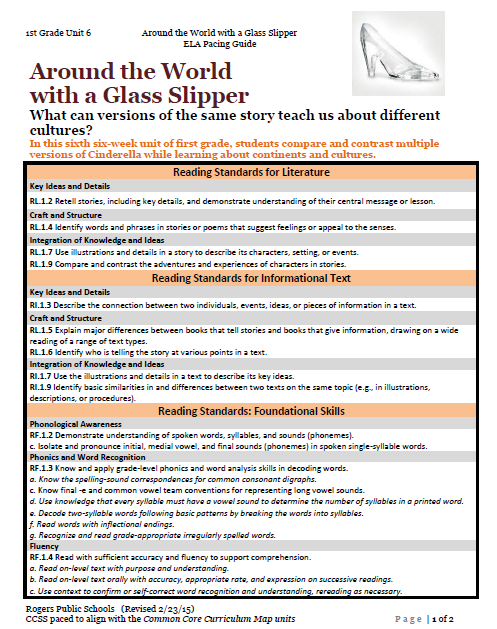 1st Grade Unit 6
Around the World with a Glass Slipper
ELA Pacing Guide
Around the World
with a Glass Slipper
What can versions of the same story teach us about different
cultures?
In this sixth six-week unit of first grade, students compare and contrast multiple
versions of Cinderella while learning about continents and cultures.
Reading Standards for Literature
Key Ideas and Details
RL.1.2 Retell stories, including key details, and demonstrate understanding of their central message or lesson.
Craft and Structure
RL.1.4 Identify words and phrases in stories or poems that suggest feelings or appeal to the senses.
Integration of Knowledge and Ideas
RL.1.7 Use illustrations and details in a story to describe its characters, setting, or events.
RL.1.9 Compare and contrast the adventures and experiences of characters in stories.
Reading Standards for Informational Text
Key Ideas and Details
RI.1.3 Describe the connection between two individuals, events, ideas, or pieces of information in a text.
Craft and Structure
RL.1.5 Explain major differences between books that tell stories and books that give information, drawing on a wide
reading of a range of text types.
RL.1.6 Identify who is telling the story at various points in a text.
Integration of Knowledge and Ideas
RI.1.7 Use the illustrations and details in a text to describe its key ideas.
RI.1.9 Identify basic similarities in and differences between two texts on the same topic (e.g., in illustrations,
descriptions, or procedures).
Reading Standards: Foundational Skills
Phonological Awareness
RF.1.2 Demonstrate understanding of spoken words, syllables, and sounds (phonemes).
c. Isolate and pronounce initial, medial vowel, and final sounds (phonemes) in spoken single-syllable words.
Phonics and Word Recognition
RF.1.3 Know and apply grade-level phonics and word analysis skills in decoding words.
a. Know the spelling-sound correspondences for common consonant digraphs.
c. Know final -e and common vowel team conventions for representing long vowel sounds.
d. Use knowledge that every syllable must have a vowel sound to determine the number of syllables in a printed word.
e. Decode two-syllable words following basic patterns by breaking the words into syllables.
f. Read words with inflectional endings.
g. Recognize and read grade-appropriate irregularly spelled words.
Fluency
RF.1.4 Read with sufficient accuracy and fluency to support comprehension.
a. Read on-level text with purpose and understanding.
b. Read on-level text orally with accuracy, appropriate rate, and expression on successive readings.
c. Use context to confirm or self-correct word recognition and understanding, rereading as necessary.
Rogers Public Schools (Revised 2/23/15)
CCSS paced to align with the Common Core Curriculum Map units
Page | 1 of 2